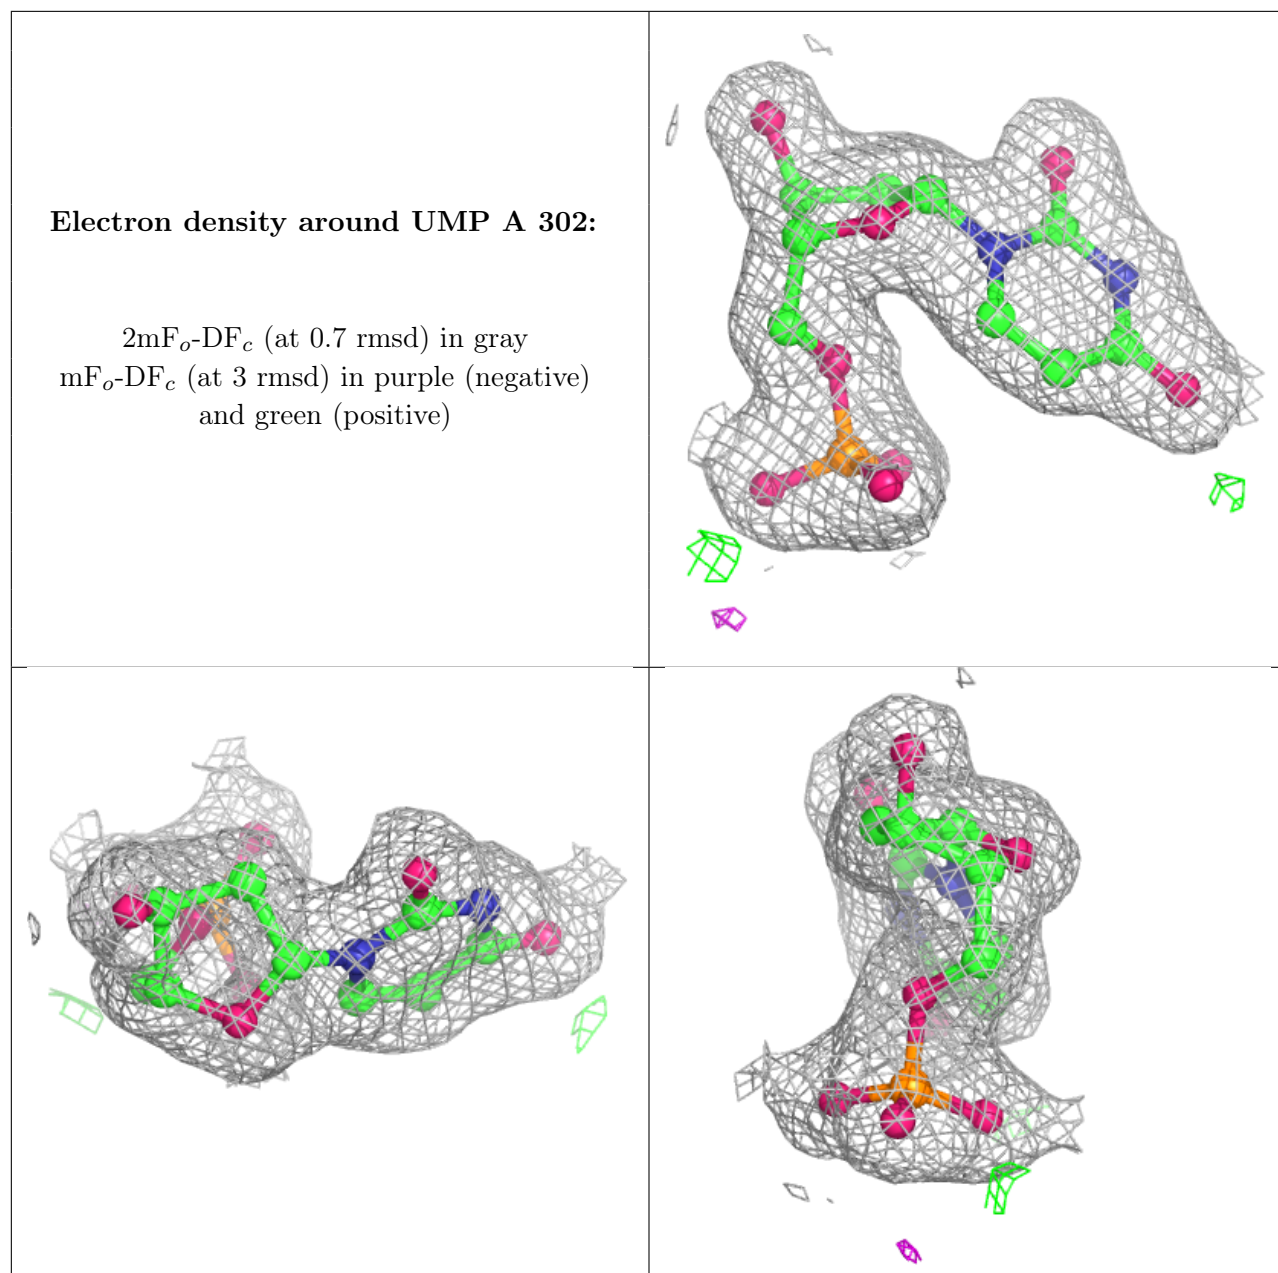 Electron density around UMP A 302:
2mFo-DFc (at 0.7 rmsd) in gray
mFo-DFc (at 3 rmsd) in purple (negative)
and green (positive)